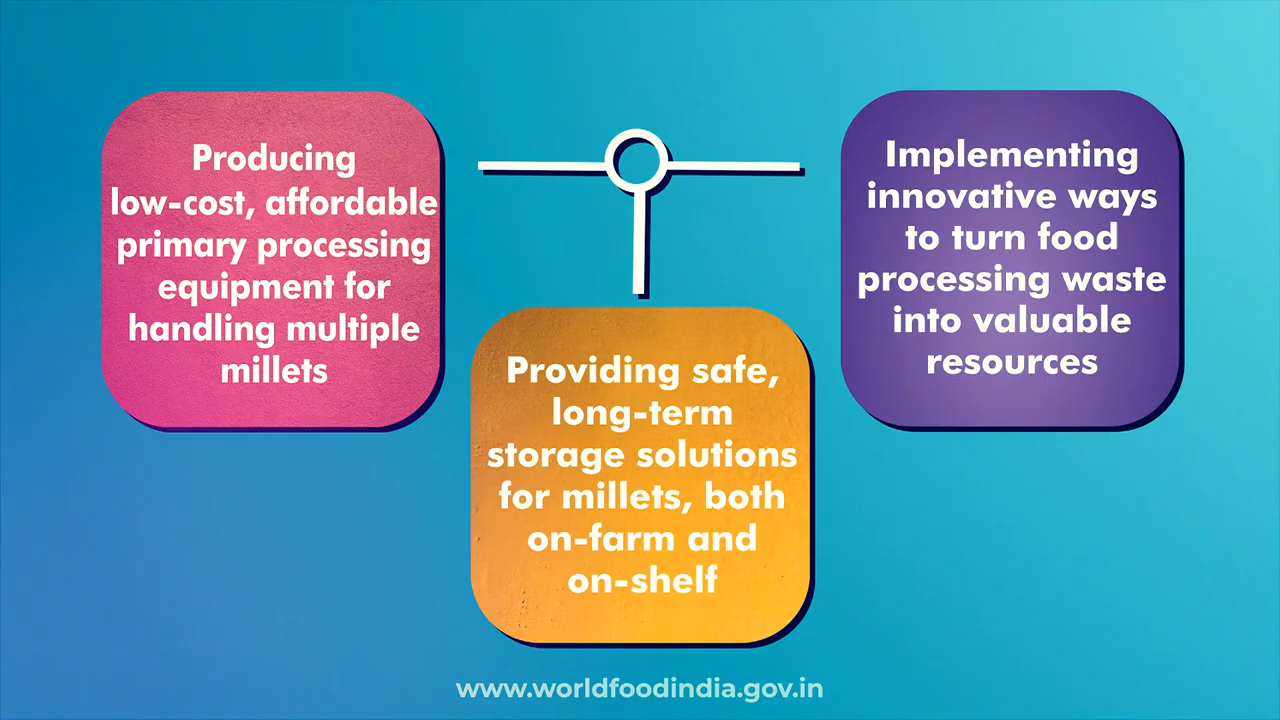 Producing
low-cost, affordable
primary processing
equipment for
handling multiple
millets
Providing safe,
long-term
storage solutions
for millets, both
on-farm and
on-shelf
Implementing
innovative ways
to turn food
processing waste
into valuable
resources
www.worldfoodindia.gov.in